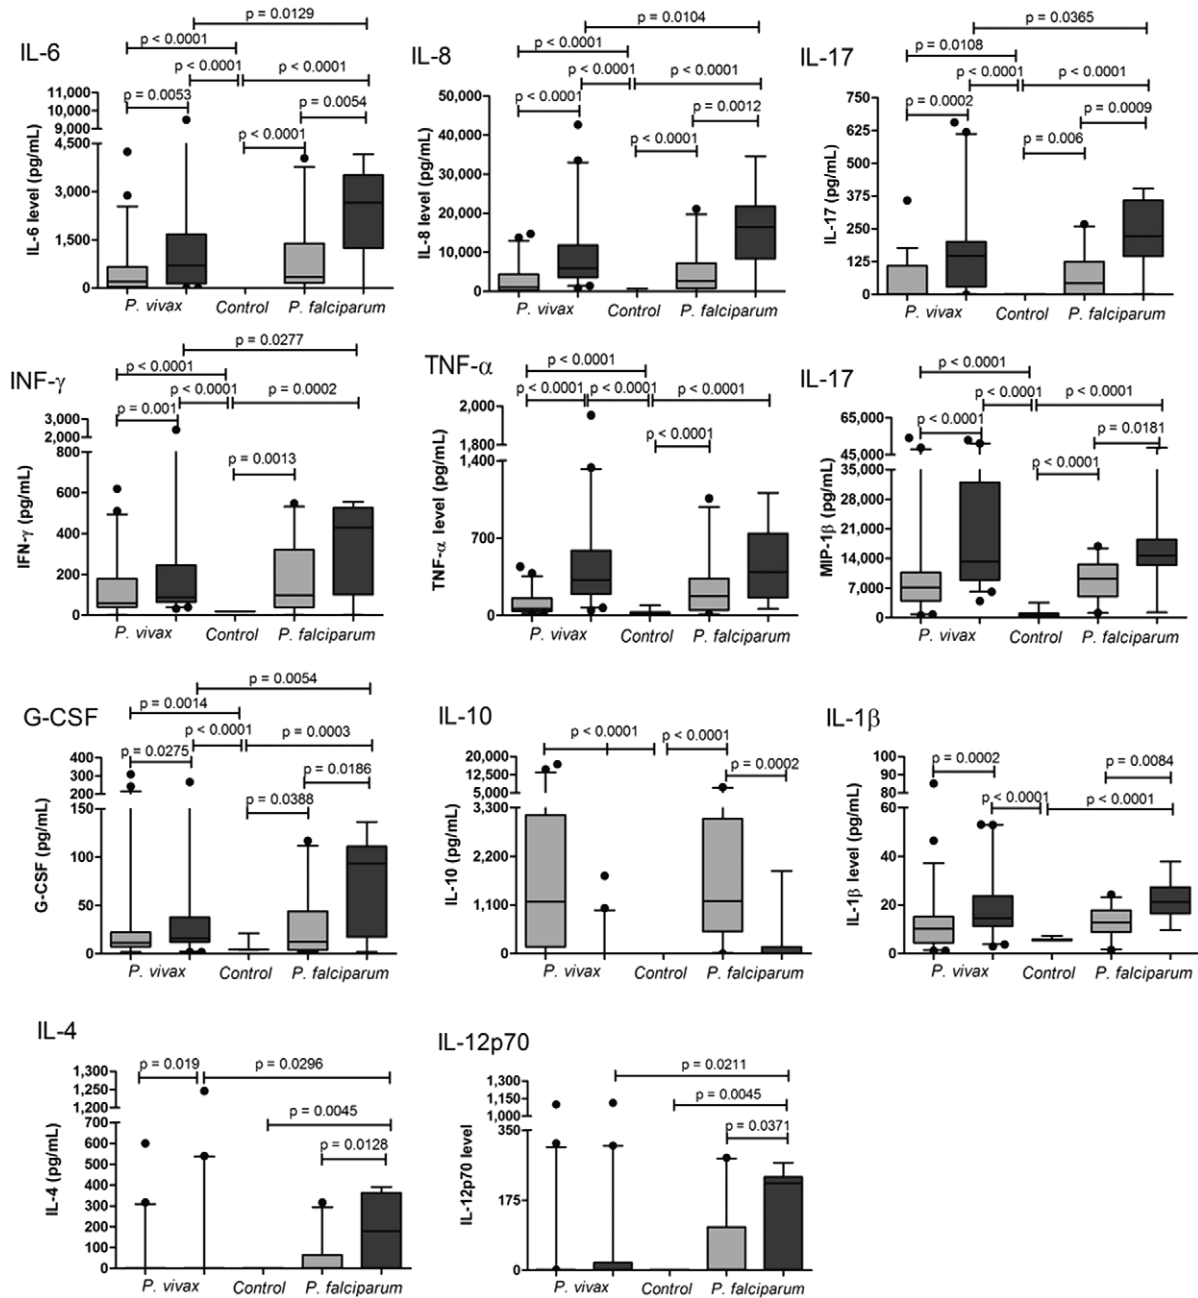 IL-6
p = 0.0129
p < 0.0001
p < 0.0001
p < 0.0001
p = 0.0053
p = 0.0054
p < 0.0001
11,000
10,000
9,000
4,500
3,000
1,500
0
IL-6 level (pg/mL)
P. vivax Control P. falciparum
IL-8
p = 0.0104
p < 0.0001
p < 0.0001
p < 0.0001
p < 0.0001
p = 0.0012
p < 0.0001
50,000
40,000
30,000
20,000
10,000
0
IL-8 level (pg/mL)
P. vivax Control P. falciparum
IL-17
p = 0.0365
p = 0.0108
p < 0.0001
p < 0.0001
p = 0.0002
p = 0.0009
p = 0.006
750
625
500
375
250
125
0
IL-17 (pg/mL)
P. vivax Control P. falciparum
INF-γ
p = 0.0277
p < 0.0001
p < 0.0001
p = 0.0002
p = 0.001
p = 0.0013
3,000
2,000
800
600
400
200
0
IFN-γ (pg/mL)
P. vivax Control P. falciparum
TNF-α
p < 0.0001
p < 0.0001
p < 0.0001
p < 0.0001
p < 0.0001
2,000
1,800
1,400
700
0
TNF-α level (pg/mL)
P. vivax Control P. falciparum
IL-17
p < 0.0001
p < 0.0001
p < 0.0001
p < 0.0001
p = 0.0181
p < 0.0001
65,000
45,000
35,000
28,000
21,000
14,000
7,000
0
MIP-1β (pg/mL)
P. vivax Control P. falciparum
G-CSF
p = 0.0054
p = 0.0014
p < 0.0001
p = 0.0003
p = 0.0275
p = 0.0186
p = 0.0388
400
300
200
150
100
50
0
G-CSF (pg/mL)
P. vivax Control P. falciparum
IL-10
p < 0.0001
p < 0.0001
p = 0.0002
20,000
12,500
5,000
3,300
2,200
1,100
0
IL-10 (pg/mL)
P. vivax Control P. falciparum
IL-1β
p = 0.0002
p = 0.0084
p < 0.0001
p < 0.0001
100
90
80
60
40
20
0
IL-1β level (pg/mL)
P. vivax Control P. falciparum
IL-4
p = 0.019
p = 0.0296
p = 0.0045
p = 0.0128
1,300
1,250
1,200
700
600
500
400
300
200
100
0
IL-4 (pg/mL)
P. vivax Control P. falciparum
IL-12p70
p = 0.0211
p = 0.0045
p = 0.0371
1,300
1,150
1,000
350
175
0
IL-12p70 level
P. vivax Control P. falciparum